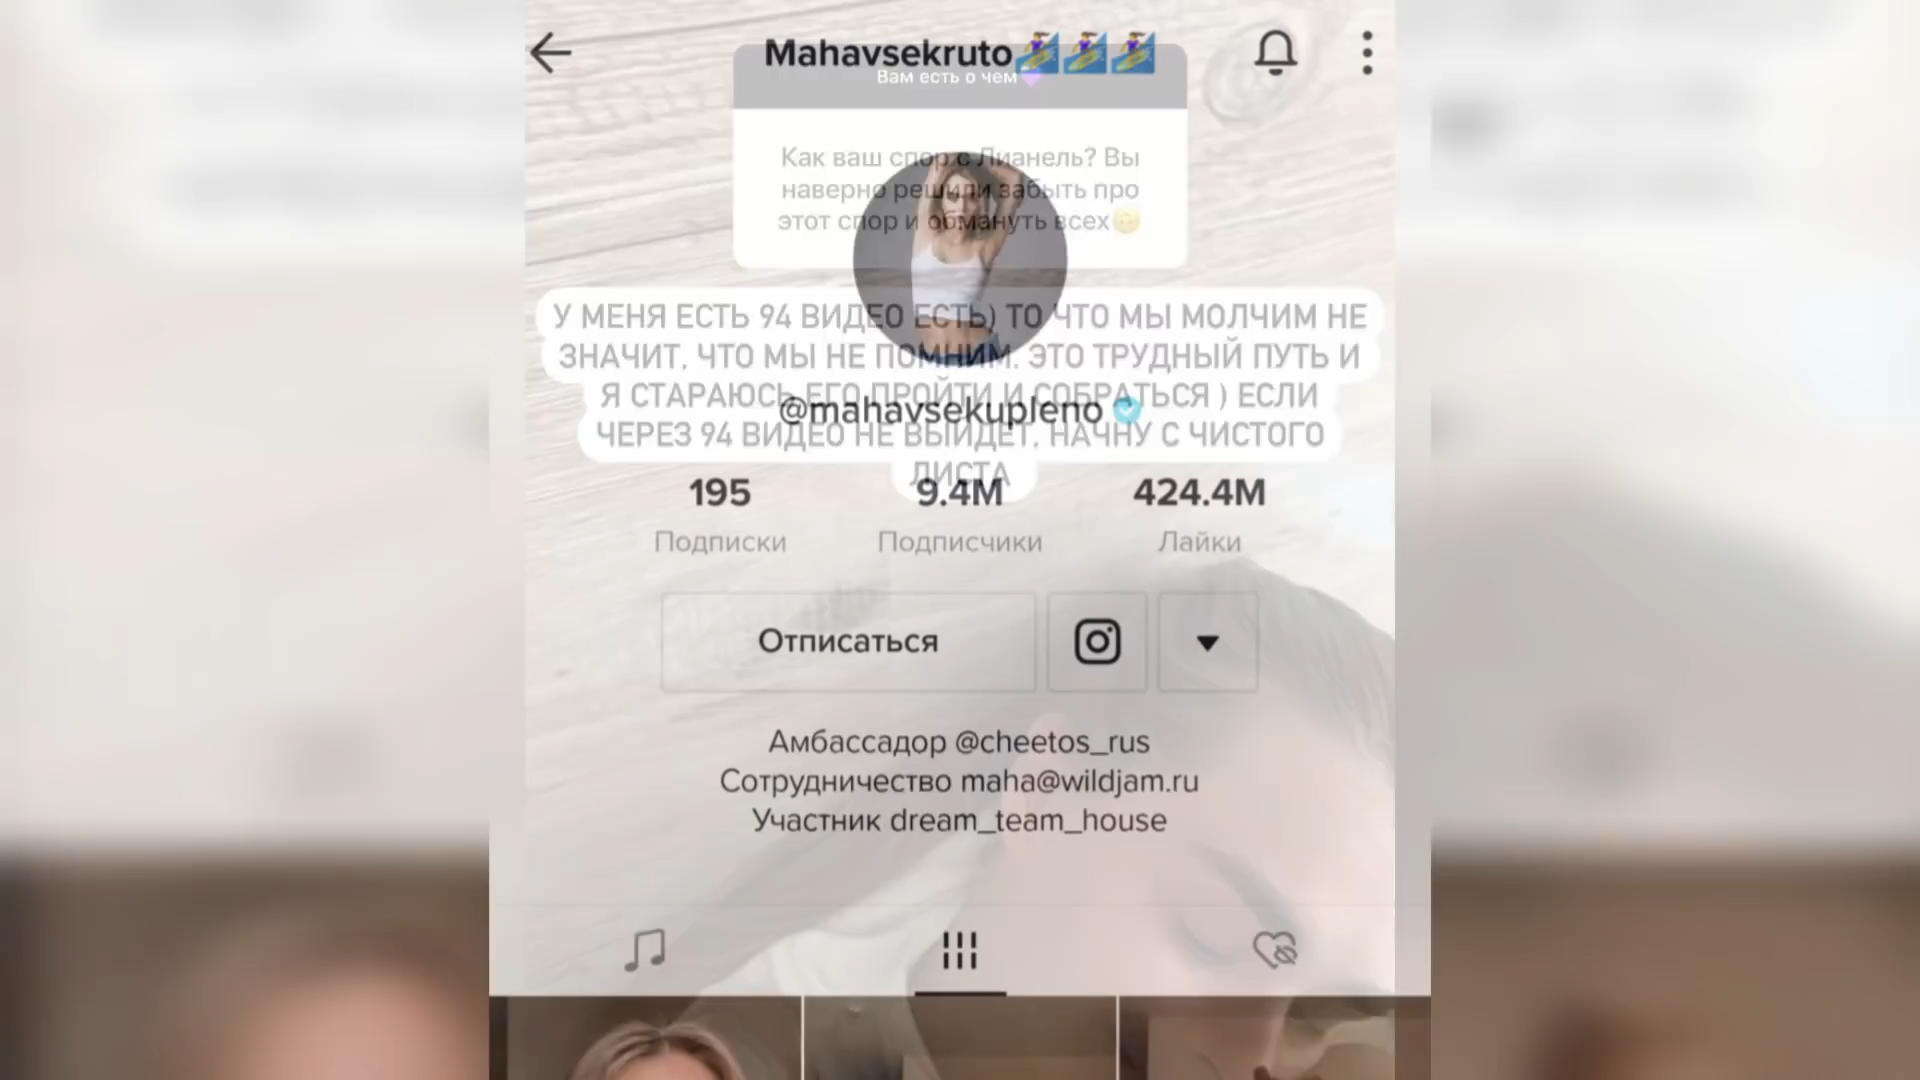 Mahavsekruto
Вам есть о чем
Как ваш спор с Лианель? Вы
наверно решили забыть про
этот спор и обмануть всех
У МЕНЯ ЕСТЬ 94 ВИДЕО ЕСТЬ) ТО ЧТО МЫ МОЛЧИМ НЕ
ЗНАЧИТ, ЧТО МЫ НЕ ПОМНИМ. ЭТО ТРУДНЫЙ ПУТЬ И
Я СТАРАЮСЬ ЕГО ПРОЙТИ И СОБРАТЬСЯ ) ЕСЛИ
@mahavsekupleno
ЧЕРЕЗ 94 ВИДЕО НЕ ВЫЙДЕТ, НАЧНУ С ЧИСТОГО
ЛИСТА
195 9.4M 424.4M
Подписки Подписчики Лайки
Отписаться
Амбассадор @cheetos_rus
Сотрудничество maha@wildjam.ru
Участник dream_team_house